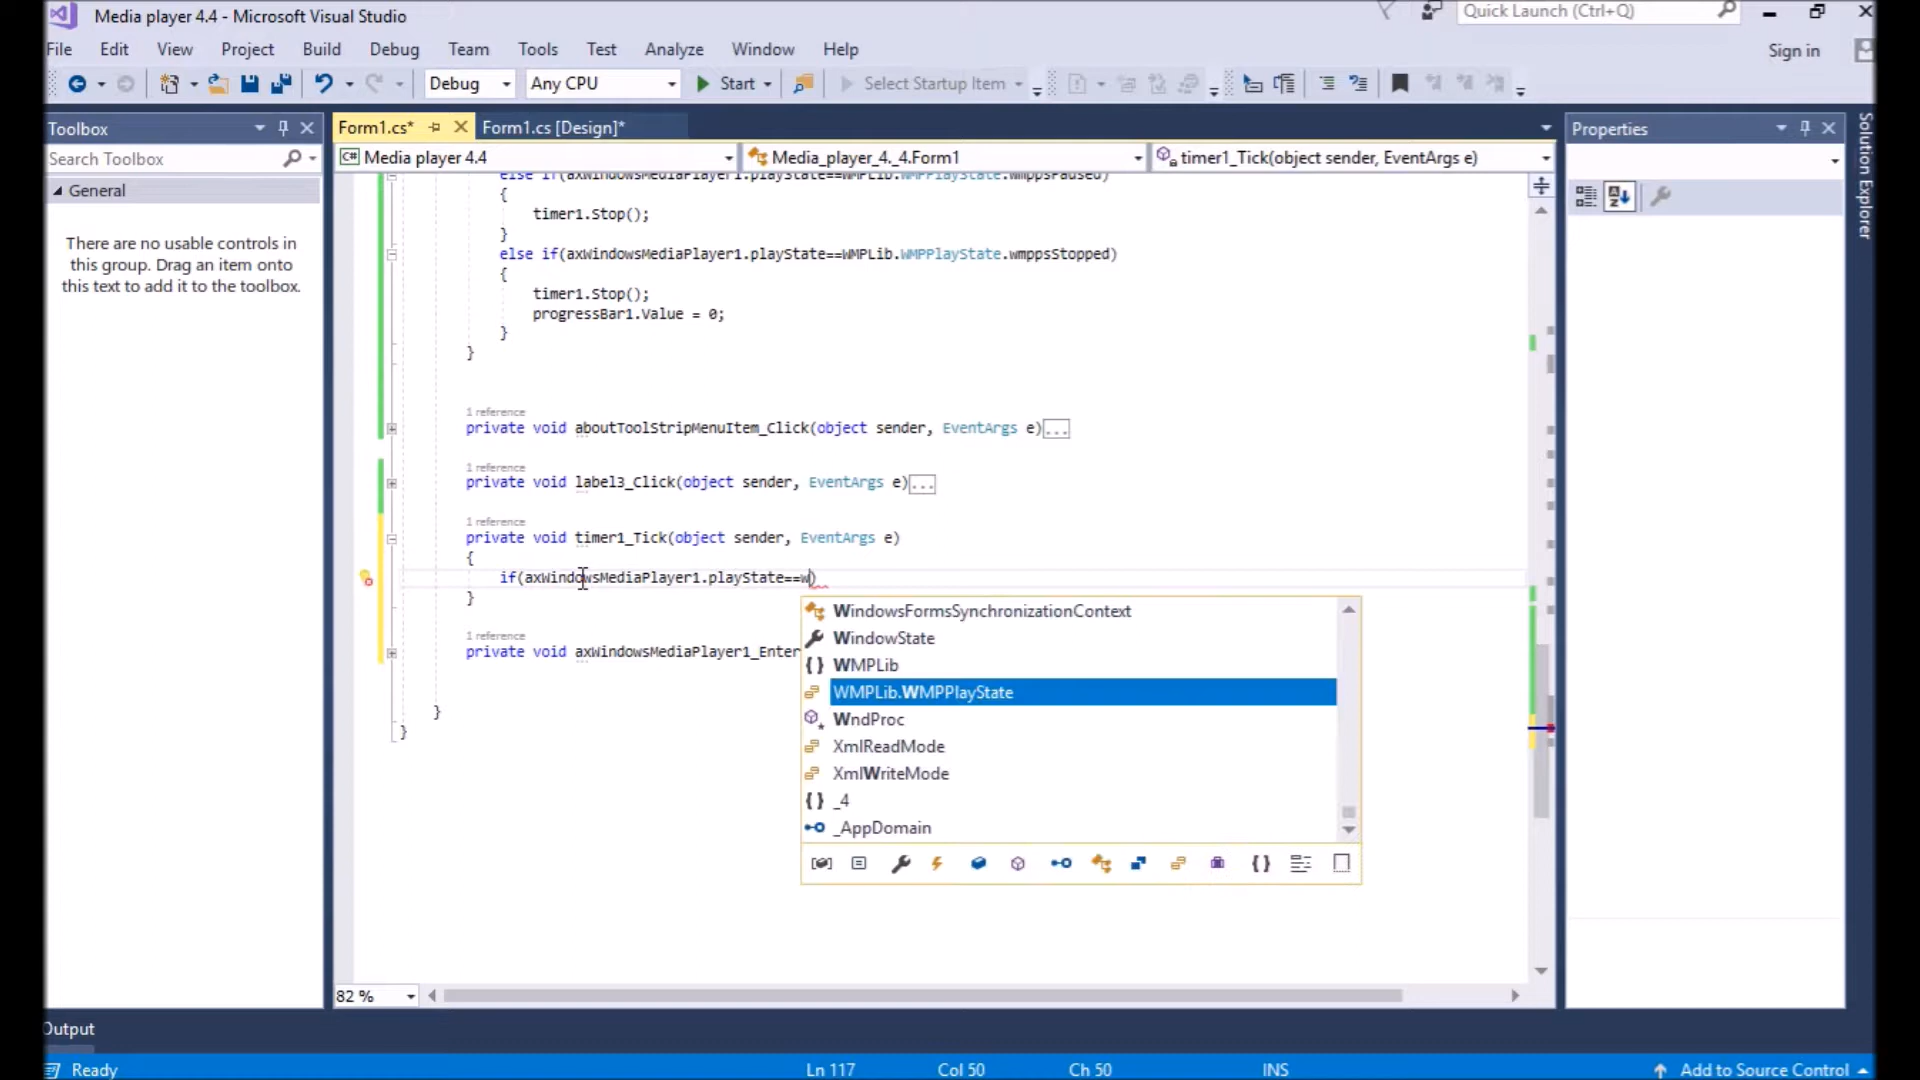 Media player 4.4 - Microsoft Visual Studio
Quick Launch (Ctrl+Q)
File Edit View Project Build Debug Team Tools Test Analyze Window Help
Sign in
Debug Any CPU Start Select Startup Item
Toolbox
Search Toolbox
General
There are no usable controls in
this group. Drag an item onto
this text to add it to the toolbox.
Form1.cs* Form1.cs [Design]*
C# Media player 4.4 Media_player_4._4.Form1 timer1_Tick(object sender, EventArgs e)
else if(axWindowsMediaPlayer1.playState==WMPLib.WMPPlayState.wmppsPaused)
{
timer1.Stop();
}
else if(axWindowsMediaPlayer1.playState==WMPLib.WMPPlayState.wmppsStopped)
{
timer1.Stop();
progressBar1.Value = 0;
}
}
1 reference
private void aboutToolStripMenuItem_Click(object sender, EventArgs e)...
1 reference
private void label3_Click(object sender, EventArgs e)...
1 reference
private void timer1_Tick(object sender, EventArgs e)
{
if(axWindowsMediaPlayer1.playState==w)
}
1 reference
private void axWindowsMediaPlayer1_Enter
}
}
WindowsFormsSynchronizationContext
WindowState
{} WMPLib
WMPLib.WMPPlayState
WndProc
XmlReadMode
XmlWriteMode
{} _4
_AppDomain
{}
82 %
Properties
Solution Explorer
Output
Ready Ln 117 Col 50 Ch 50 INS Add to Source Control